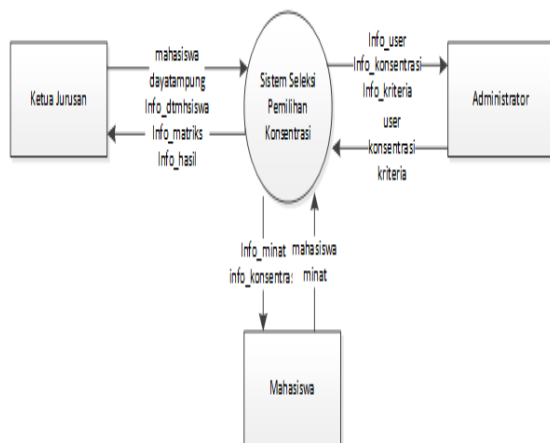 Ketua Jurusan
mahasiswa
dayatampung
Info_dtmhsiswa
Info_matriks
Info_hasil
Sistem Seleksi
Pemilihan
Konsentrasi
Info_user
Info_konsentrasi
Info_kriteria
user
konsentrasi
kriteria
Administrator
Info_minat
info_konsentras
mahasiswa
minat
Mahasiswa